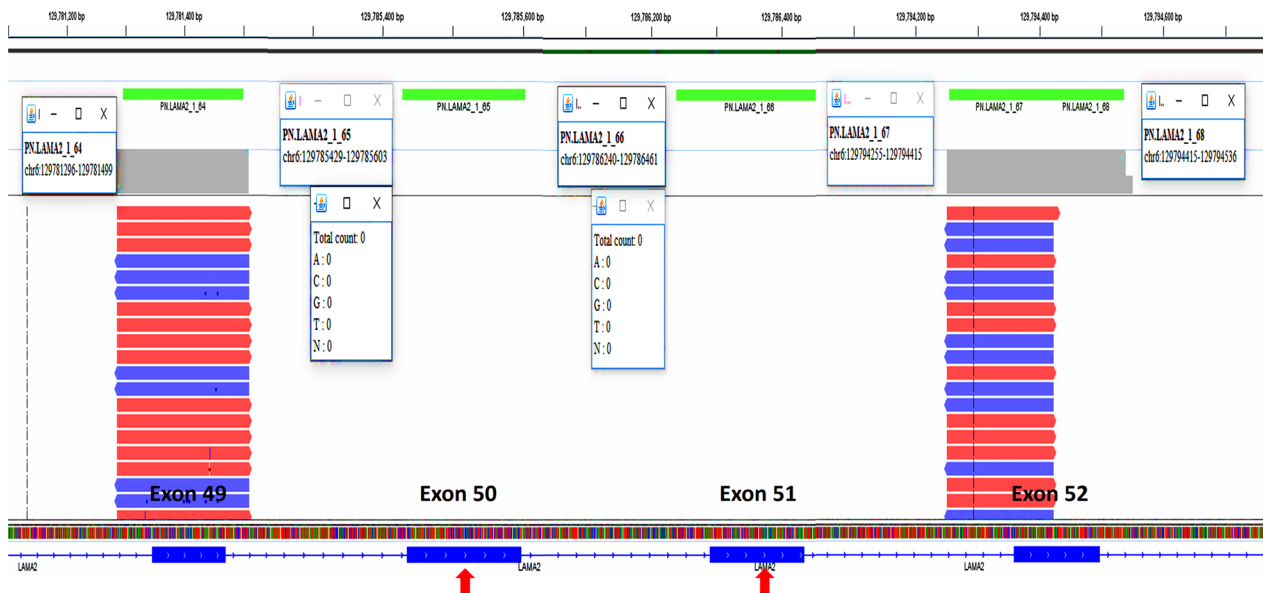 129,781,200 bp 129,781,400 bp 129,785,400 bp 129,785,600 bp 129,786,200 bp 129,786,400 bp 129,794,200 bp 129,794,400 bp 129,794,600 bp
PN.LAMA2_1_64 PN.LAMA2_1_65 PN.LAMA2_1_66 PN.LAMA2_1_67 PN.LAMA2_1_68
PN.LAMA2_1_64
chr6:129781296-129781499
PN.LAMA2_1_65
chr6:129785429-129785603
Total count: 0
A : 0
C : 0
G : 0
T : 0
N : 0
I..
PN.LAMA2_1_66
chr6:129786240-129786461
Total count: 0
A : 0
C : 0
G : 0
T : 0
N : 0
I...
PN.LAMA2_1_67
chr6:129794255-129794415
I..
PN.LAMA2_1_68
chr6:129794415-129794536
Exon 49 Exon 50 Exon 51 Exon 52
LAMA2 LAMA2 LAMA2 LAMA2